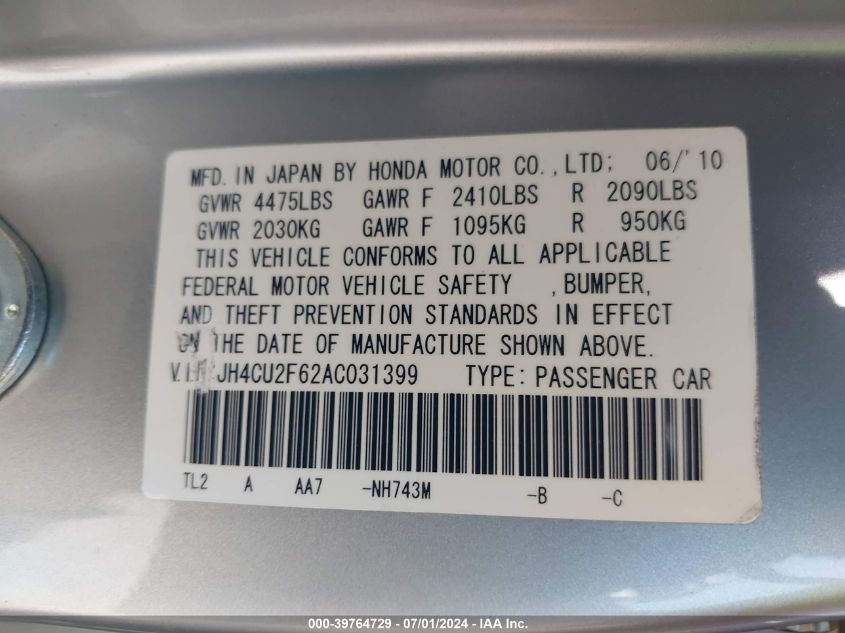 MFD. IN JAPAN BY HONDA MOTOR CO.,LTD; 06/'10
GVWR 4475LBS GAWR F 2410LBS R 2090LBS
GVWR 2030KG GAWR F 1095KG R 950KG
THIS VEHICLE CONFORMS TO ALL APPLICABLE
FEDERAL MOTOR VEHICLE SAFETY ,BUMPER,
AND THEFT PREVENTION STANDARDS IN EFFECT
ON THE DATE OF MANUFACTURE SHOWN ABOVE.
V.I.N. JH4CU2F62AC031399 TYPE: PASSENGER CAR
TL2 A AA7 -NH743M -B -C
000-39764729 - 07/01/2024 - IAA Inc.